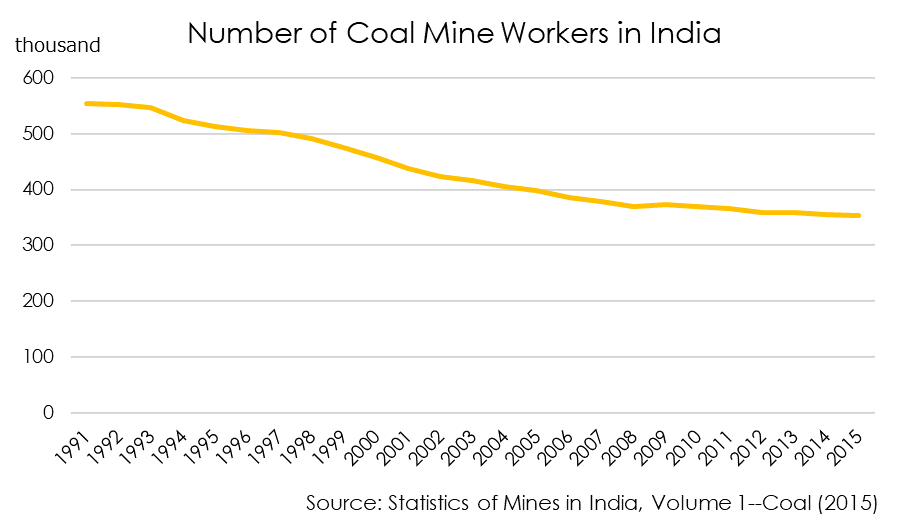 Number of Coal Mine Workers in India
thousand
600
500
400
300
200
100
0
1991 1992 1993 1994 1995 1996 1997 1998 1999 2000 2001 2002 2003 2004 2005 2006 2007 2008 2009 2010 2011 2012 2013 2014 2015
Source: Statistics of Mines in India, Volume 1--Coal (2015)